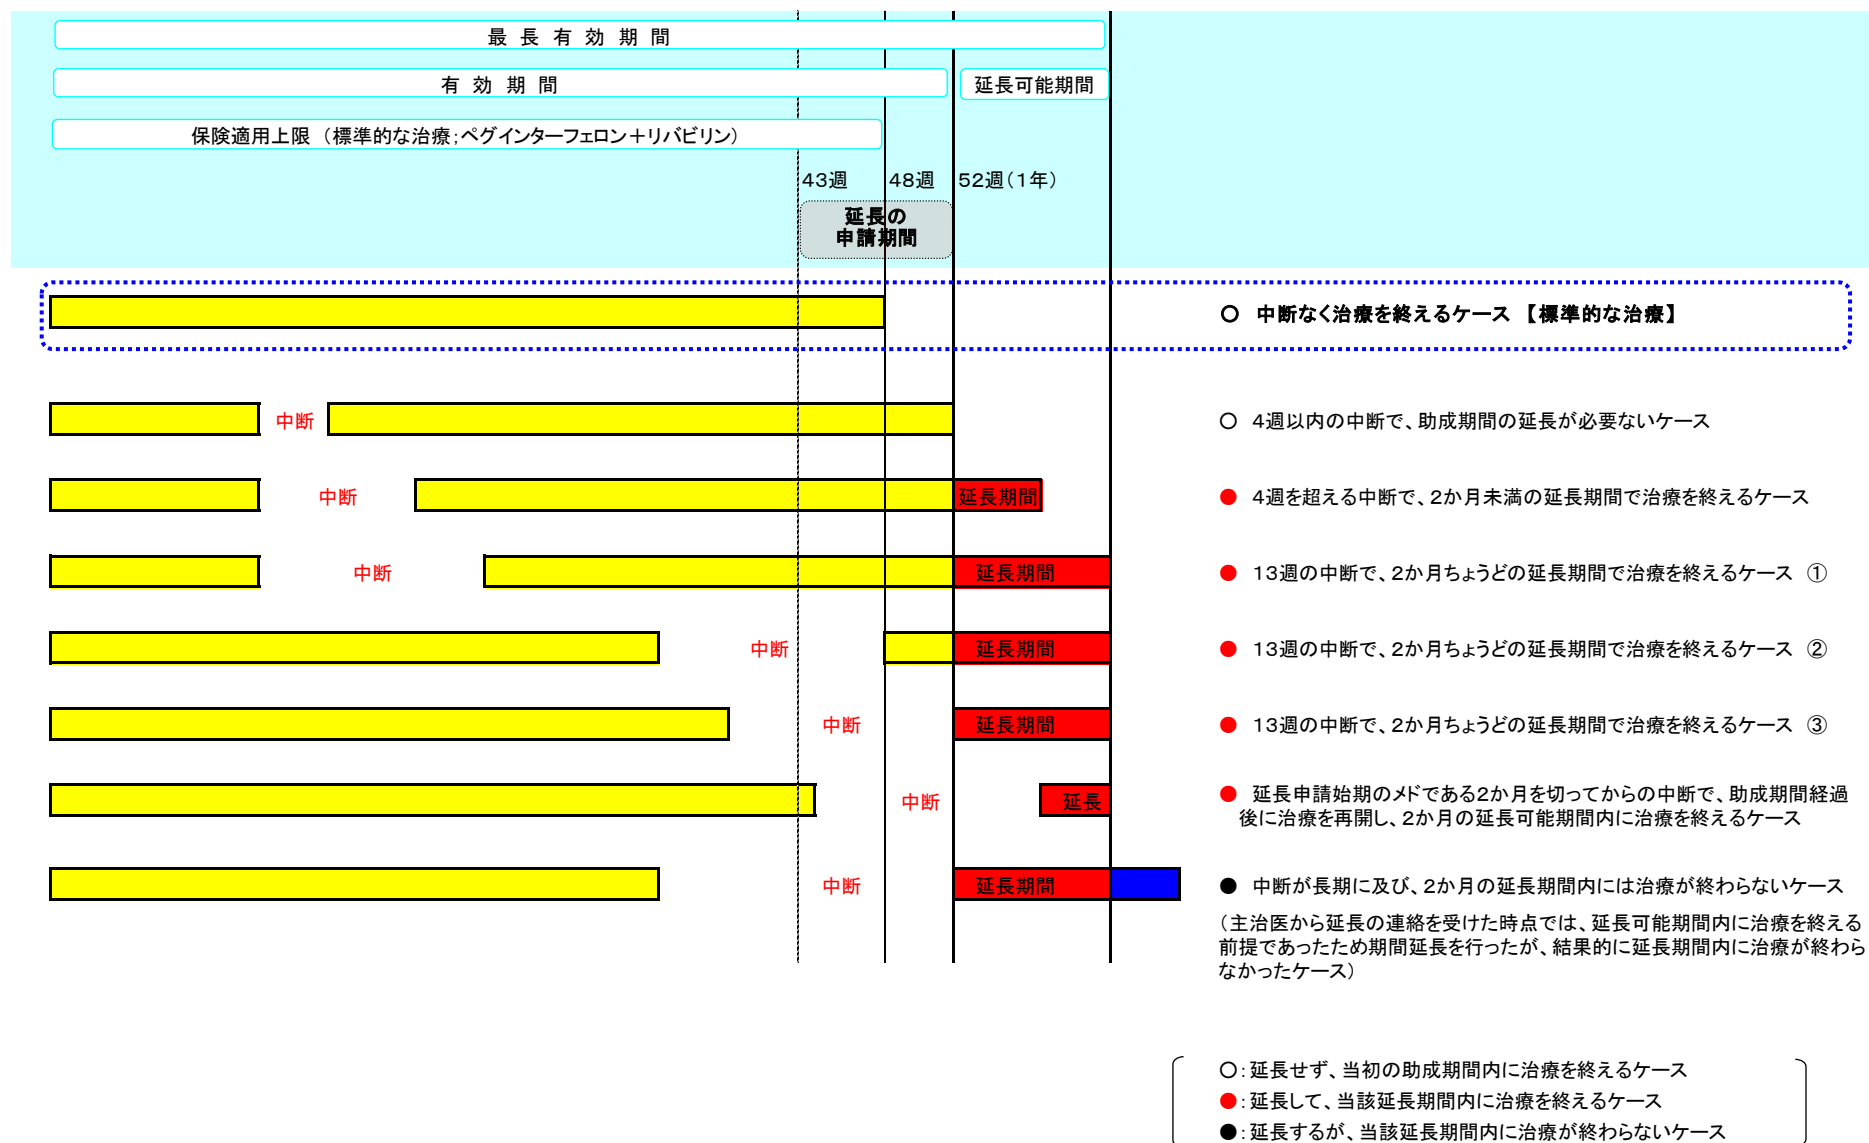 最 長 有 効 期 間
有 効 期 間
延長可能期間
保険適用上限（標準的な治療；ペグインターフェロン＋リバビリン）
43週
48週
52週（1年）
延長の
申請期間
○ 中断なく治療を終えるケース 【標準的な治療】
中断
○ 4週以内の中断で、助成期間の延長が必要ないケース
中断
延長期間
● 4週を超える中断で、2か月未満の延長期間で治療を終えるケース
中断
延長期間
● 13週の中断で、2か月ちょうどの延長期間で治療を終えるケース ①
中断
延長期間
● 13週の中断で、2か月ちょうどの延長期間で治療を終えるケース ②
中断
延長期間
● 13週の中断で、2か月ちょうどの延長期間で治療を終えるケース ③
中断
延長
● 延長申請始期のメドである2か月を切ってからの中断で、助成期間経過
後に治療を再開し、2か月の延長可能期間内に治療を終えるケース
中断
延長期間
● 中断が長期に及び、2か月の延長期間内には治療が終わらないケース
（主治医から延長の連絡を受けた時点では、延長可能期間内に治療を終える
前提であったため期間延長を行ったが、結果的に延長期間内に治療が終わら
なかったケース）
○：延長せず、当初の助成期間内に治療を終えるケース
●：延長して、当該延長期間内に治療を終えるケース
●：延長するが、当該延長期間内に治療が終わらないケース